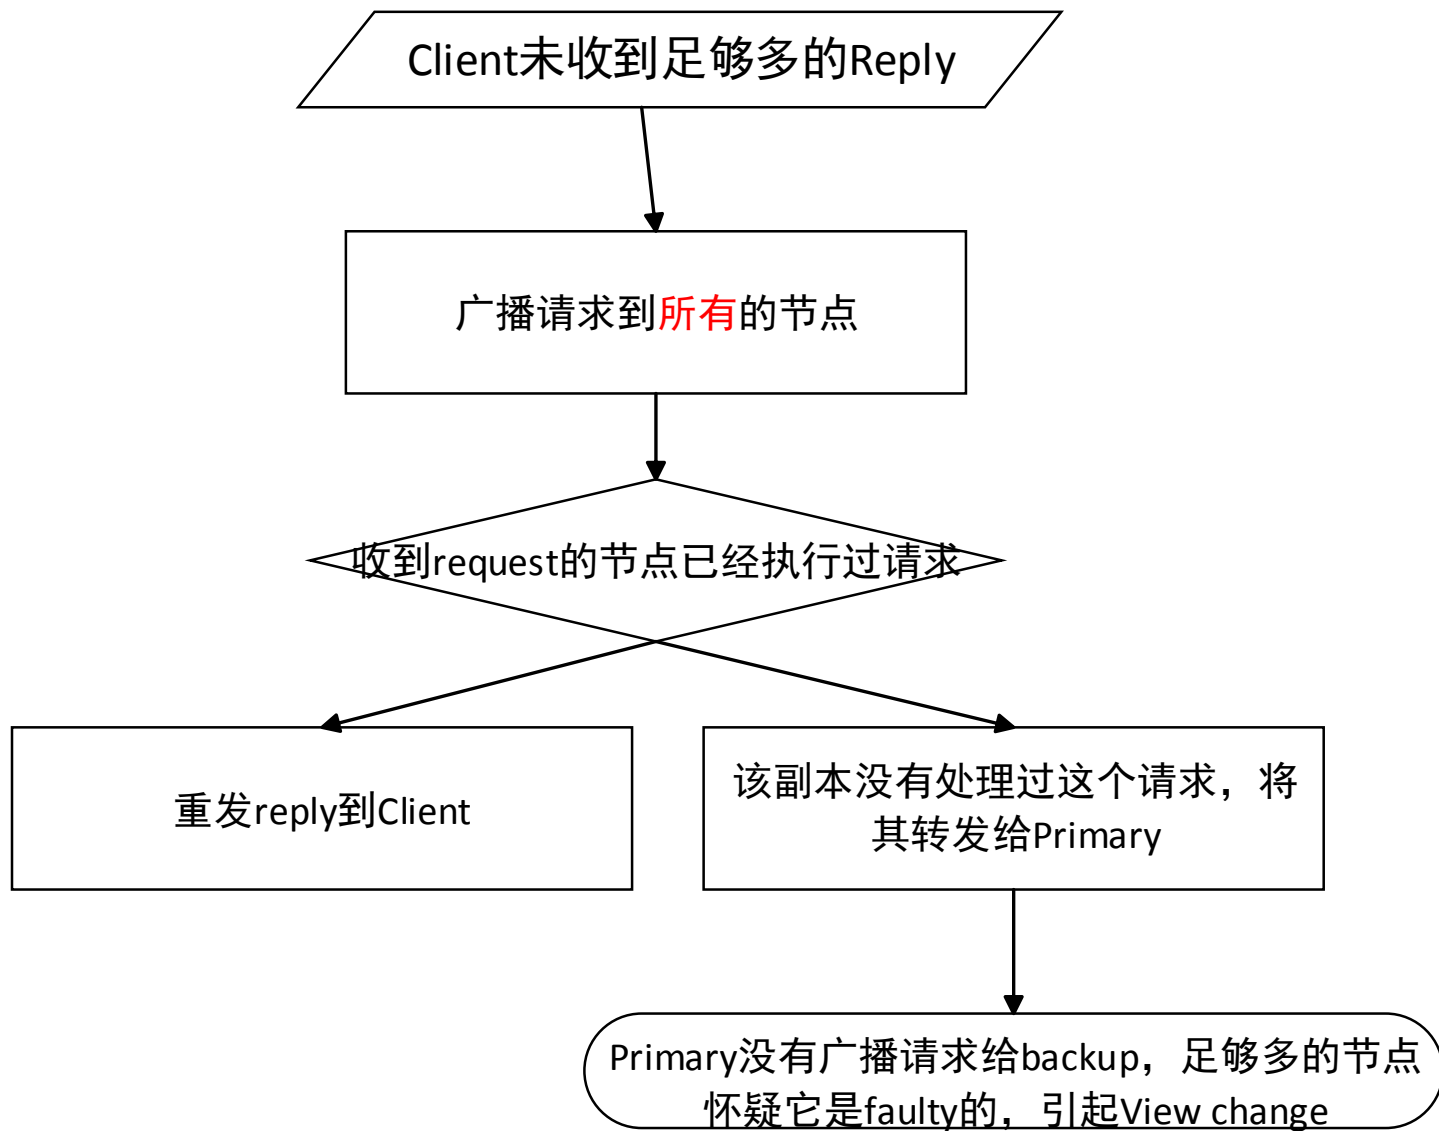 Client未收到足够多的Reply
广播请求到所有的节点
收到request的节点已经执行过请求
重发reply到Client
该副本没有处理过这个请求，将
其转发给Primary
Primary没有广播请求给backup，足够多的节点
怀疑它是faulty的，引起View change